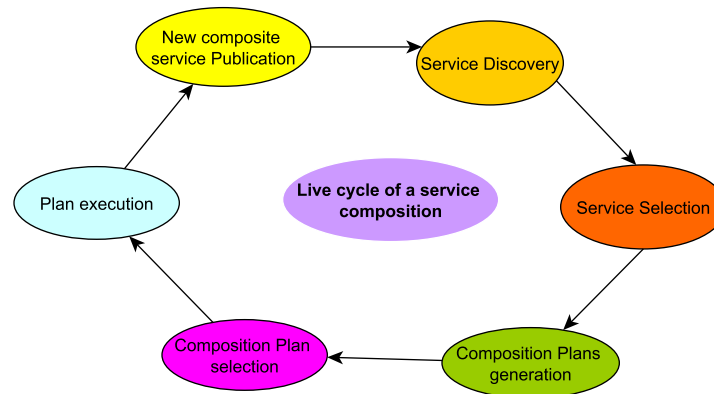 New composite
service Publication
Service Discovery
Service Selection
Composition Plans
generation
Composition Plan
selection
Plan execution
Live cycle of a service
composition